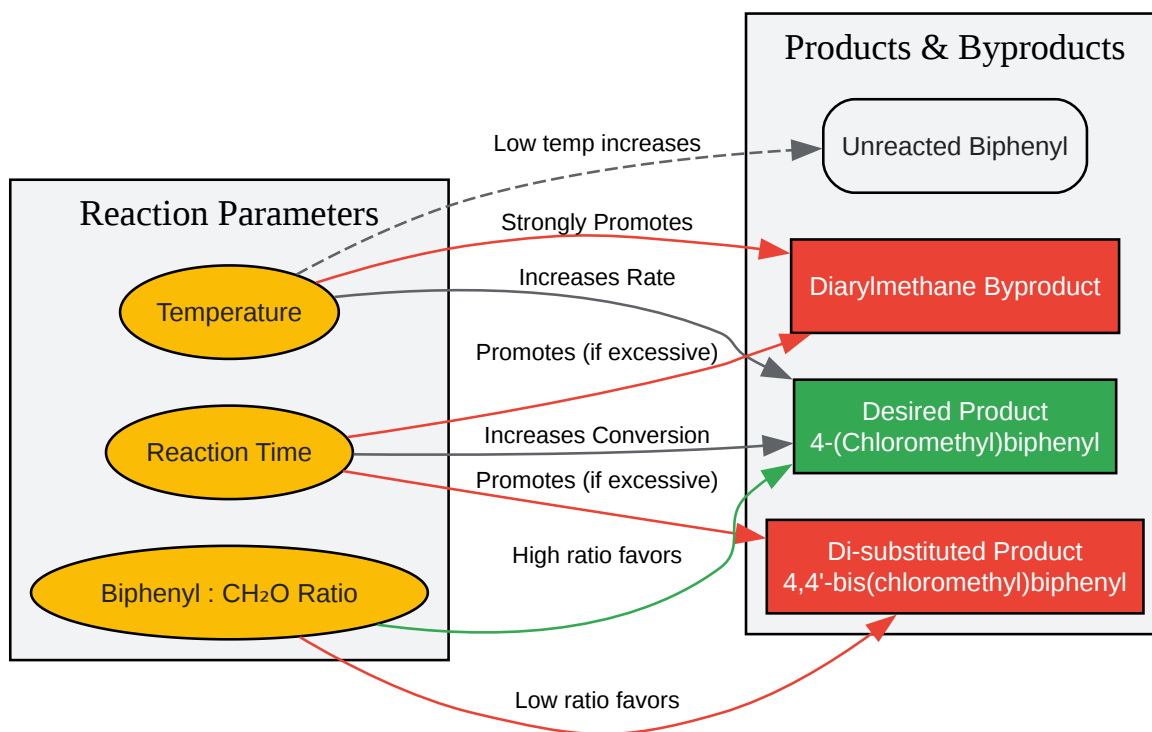 Products & Byproducts
Unreacted Biphenyl
Low temp increases
Reaction Parameters
Strongly Promotes
Diarylmethane Byproduct
Increases Rate
Temperature
Promotes (if excessive)
Desired Product
4-(Chloromethyl)biphenyl
Increases Conversion
Reaction Time
Promotes (if excessive)
High ratio favors
Di-substituted Product
4,4'-bis(chloromethyl)biphenyl
Biphenyl : CH₂O Ratio
Low ratio favors